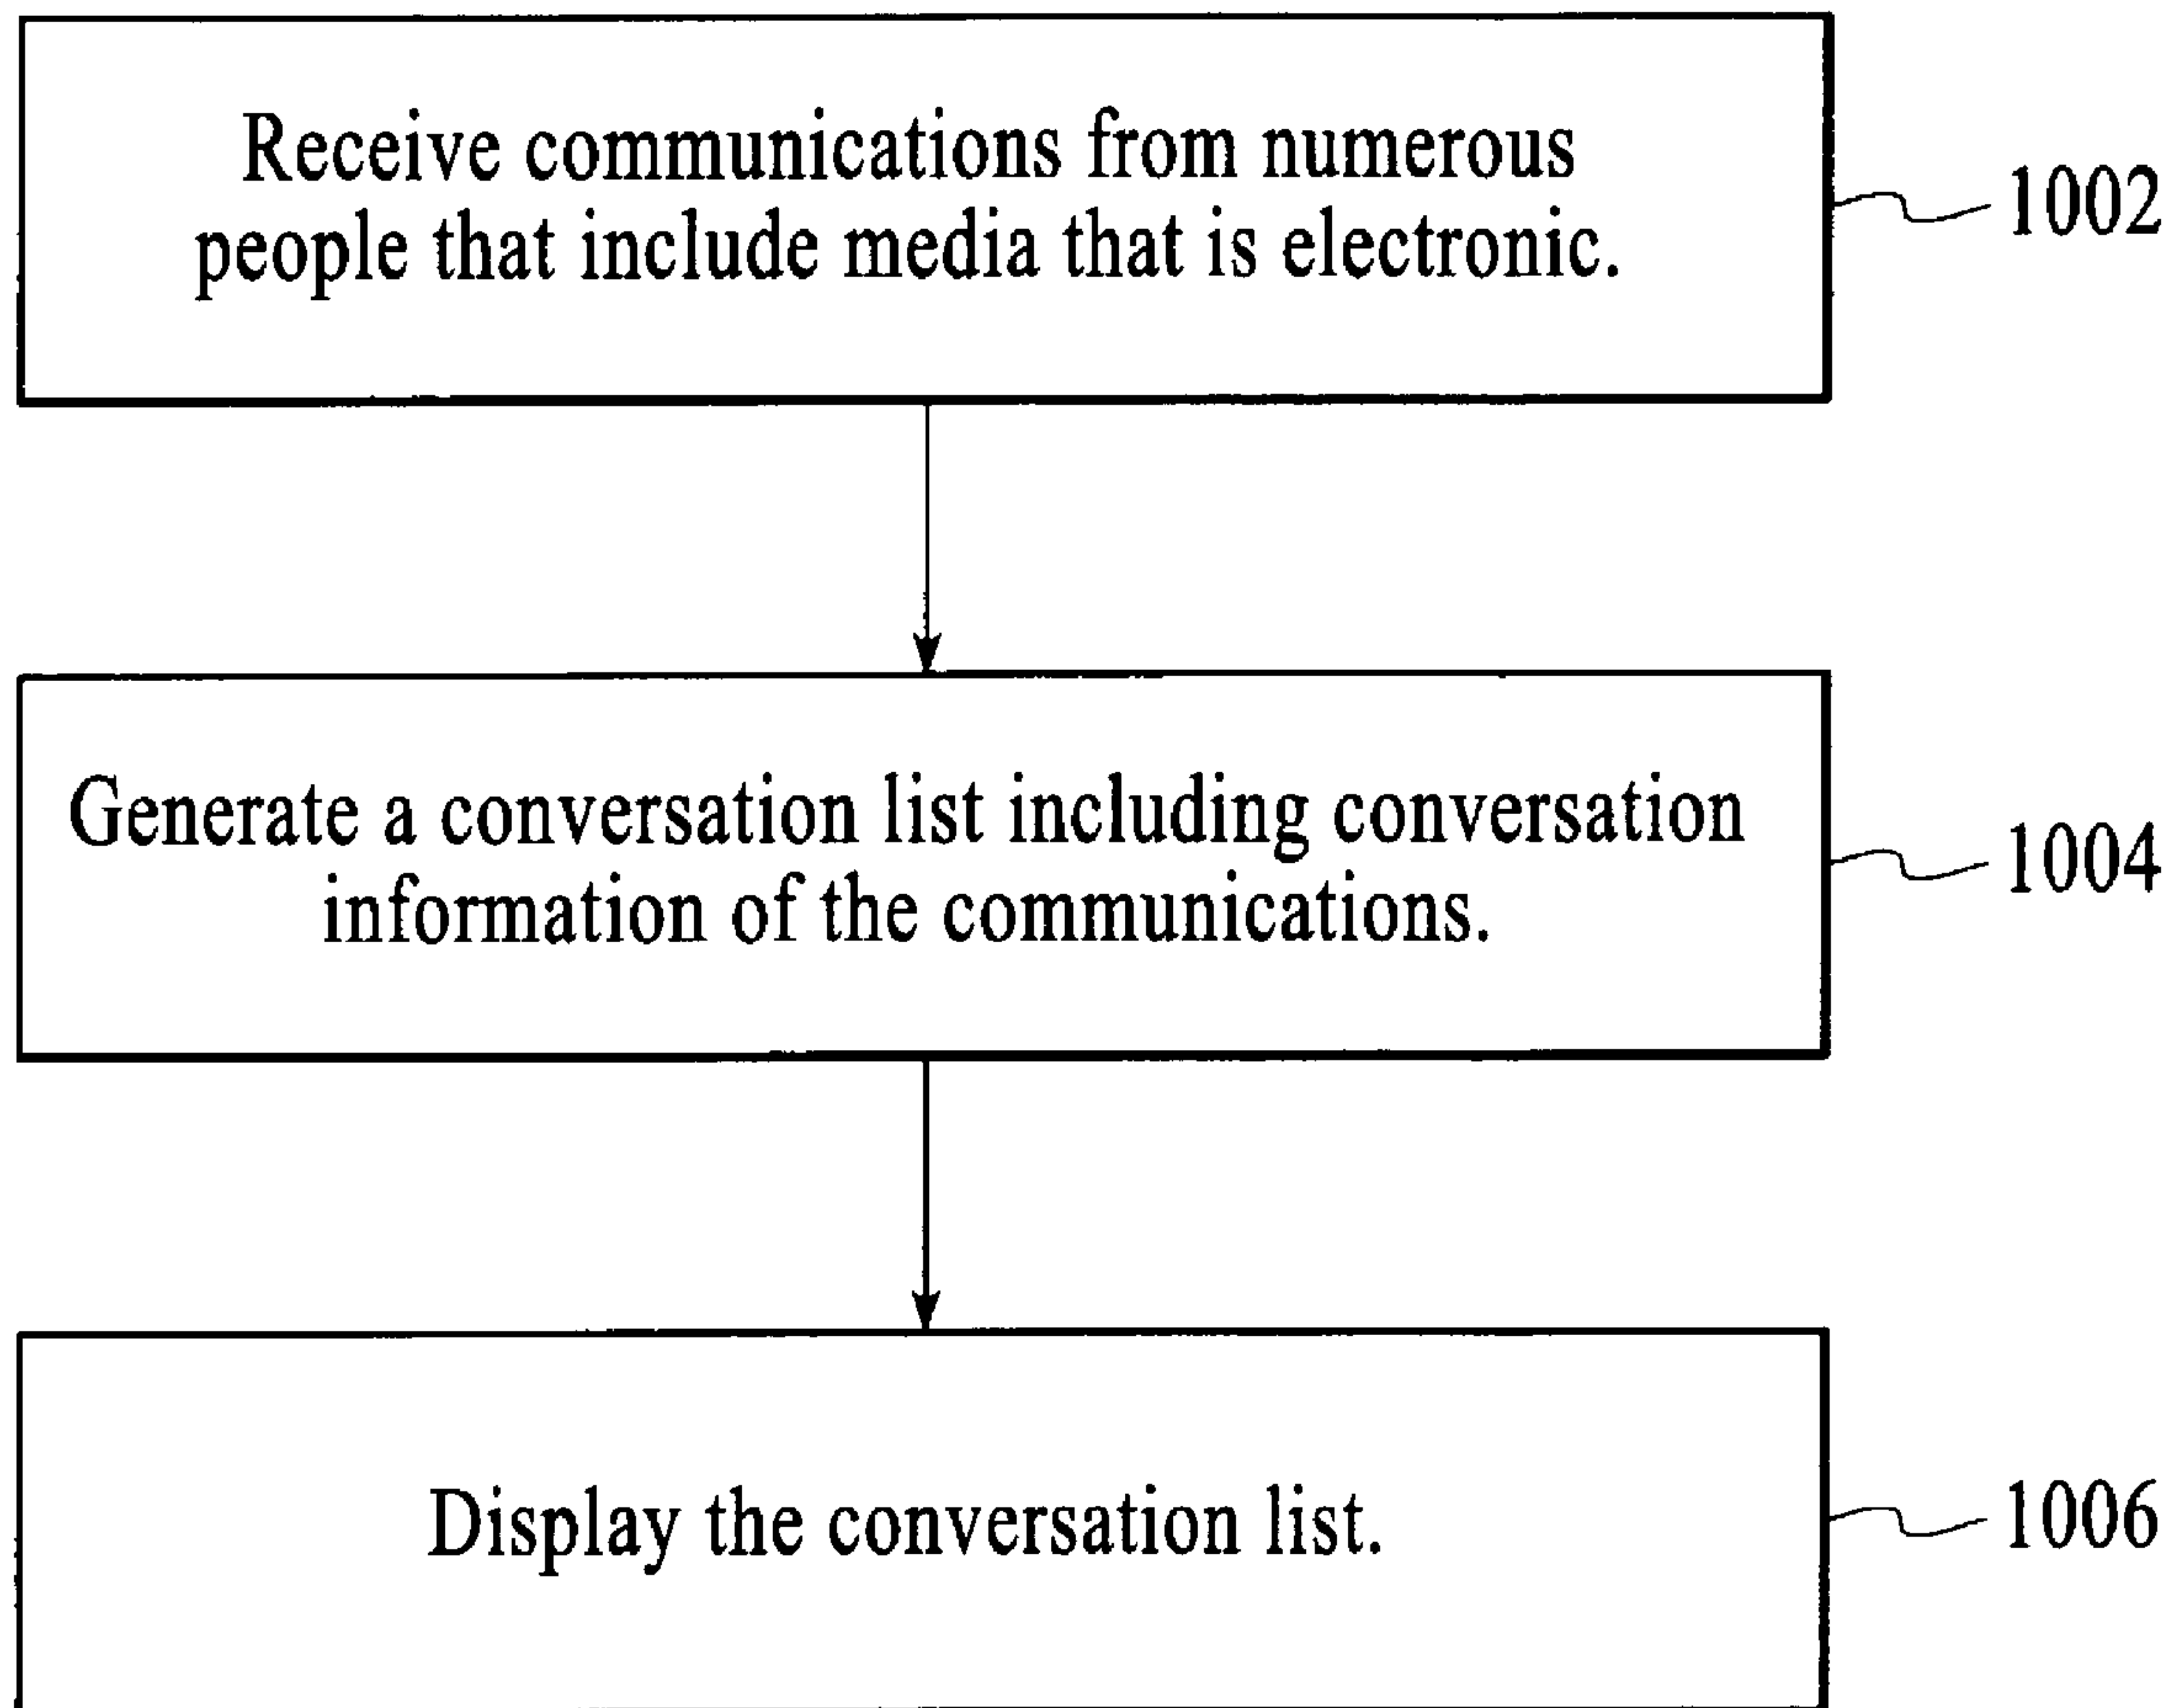 Receive communications from numerous
people that include media that is electronic.
1002
Generate a conversation list including conversation
information of the communications.
1004
Display the conversation list.
1006